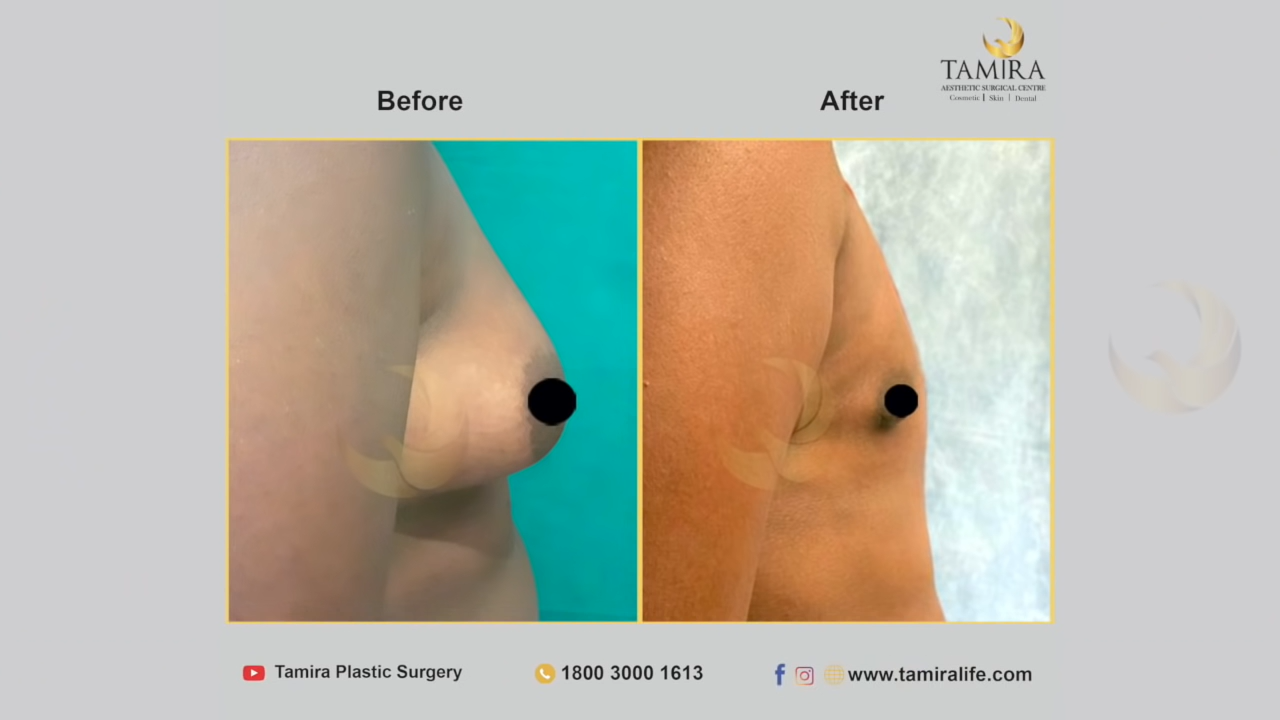 TAMIRA
AESTHETIC SURGICAL CENTRE
Cosmetic | Skin | Dental
Before
After
Tamira Plastic Surgery
1800 3000 1613
www.tamiralife.com